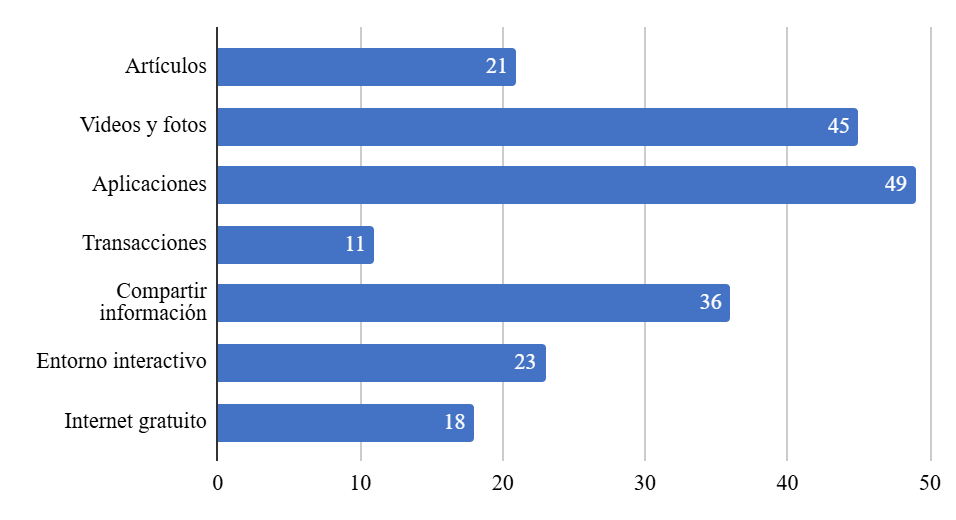 Artículos
21
Videos y fotos
45
Aplicaciones
49
Transacciones
11
Compartir
información
36
Entorno interactivo
23
Internet gratuito
18
0 10 20 30 40 50